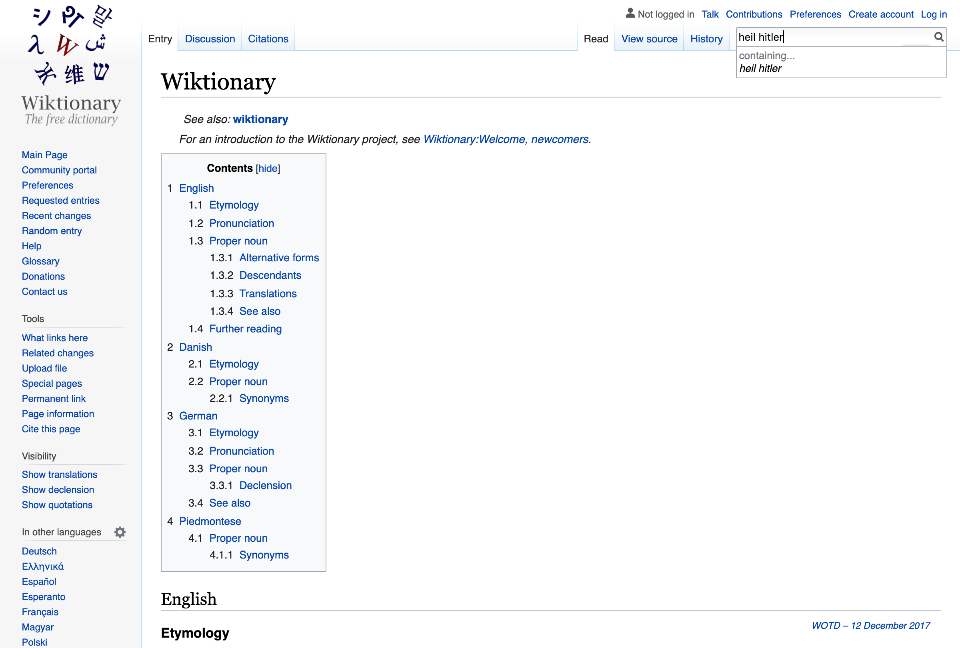 Not logged in Talk Contributions Preferences Create account Log in
Entry Discussion Citations Read View source History heil hitler
containing...
heil hitler
Wiktionary
The free dictionary
Main Page
Community portal
Preferences
Requested entries
Recent changes
Random entry
Help
Glossary
Donations
Contact us
Tools
What links here
Related changes
Upload file
Special pages
Permanent link
Page information
Cite this page
Visibility
Show translations
Show declension
Show quotations
In other languages
Deutsch
Ελληνικά
Español
Esperanto
Français
Magyar
Polski
Wiktionary
See also: wiktionary
For an introduction to the Wiktionary project, see Wiktionary:Welcome, newcomers.
Contents [hide]
1 English
1.1 Etymology
1.2 Pronunciation
1.3 Proper noun
1.3.1 Alternative forms
1.3.2 Descendants
1.3.3 Translations
1.3.4 See also
1.4 Further reading
2 Danish
2.1 Etymology
2.2 Proper noun
2.2.1 Synonyms
3 German
3.1 Etymology
3.2 Pronunciation
3.3 Proper noun
3.3.1 Declension
3.4 See also
4 Piedmontese
4.1 Proper noun
4.1.1 Synonyms
English
WOTD – 12 December 2017
Etymology